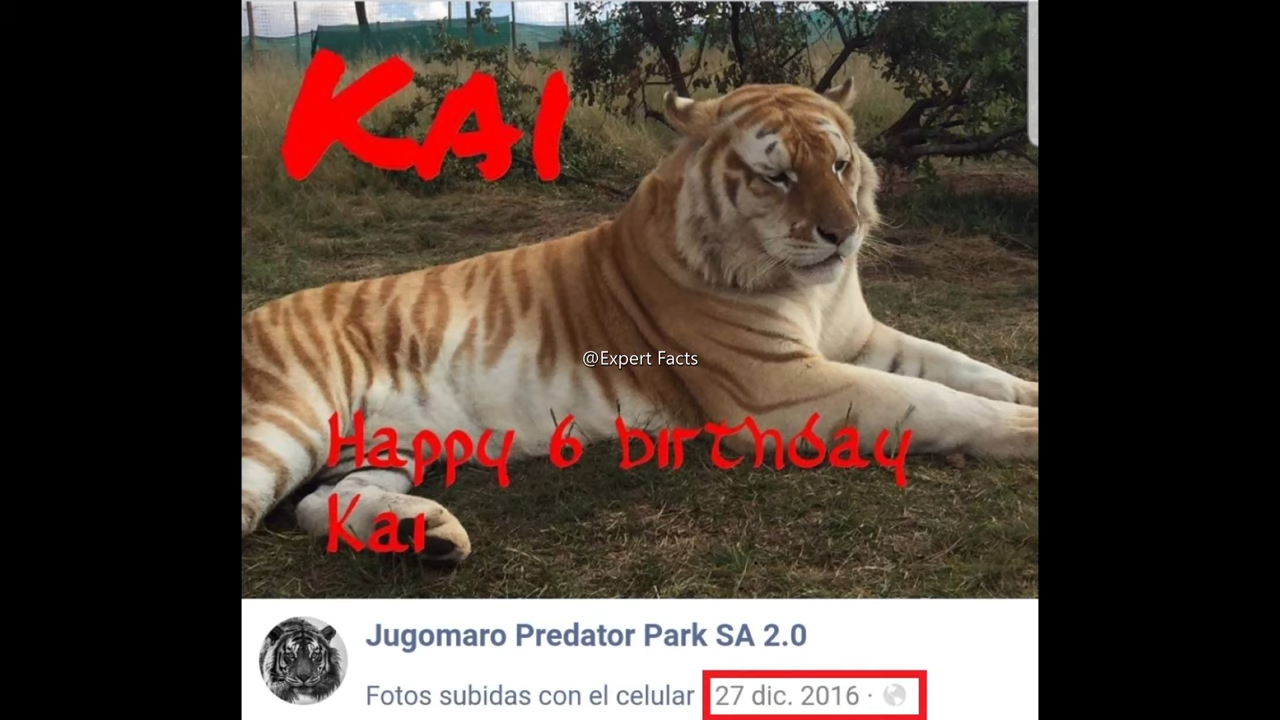 KAI
@Expert Facts
Happy 6 birthday
Kai
Jugomaro Predator Park SA 2.0
Fotos subidas con el celular 27 dic. 2016 ·